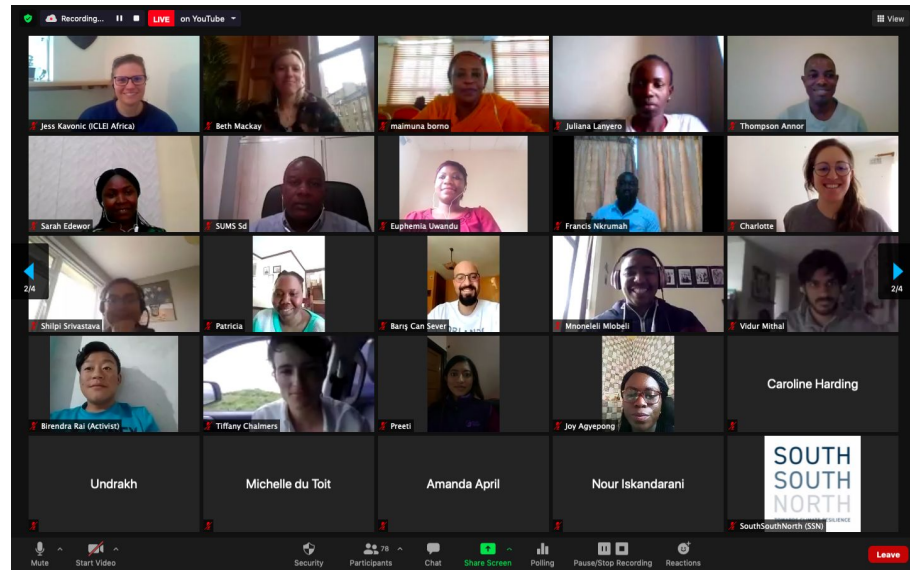 Recording...
LIVE on YouTube
View
Jess Kavonic (ICLEI Africa)
Beth Mackay
maimuna borno
Juliana Lanyero
Thompson Annor
Sarah Edewor
SUMS Sd
Euphemia Uwandu
Francis Nkrumah
Charlotte
2/4
2/4
Shilpi Srivastava
Patricia
Barış Can Sever
Mnoneleli Mlobeli
Vidur Mithal
Birendra Rai (Activist)
Tiffany Chalmers
Preeti
Joy Agyepong
Caroline Harding
Undrakh
Michelle du Toit
Amanda April
Nour Iskandarani
SOUTH
SOUTH
NORTH
RESILIENCE
SouthSouthNorth (SSN)
Mute
Start Video
Security
Participants
78
Chat
Share Screen
Polling
Pause/Stop Recording
Reactions
Leave